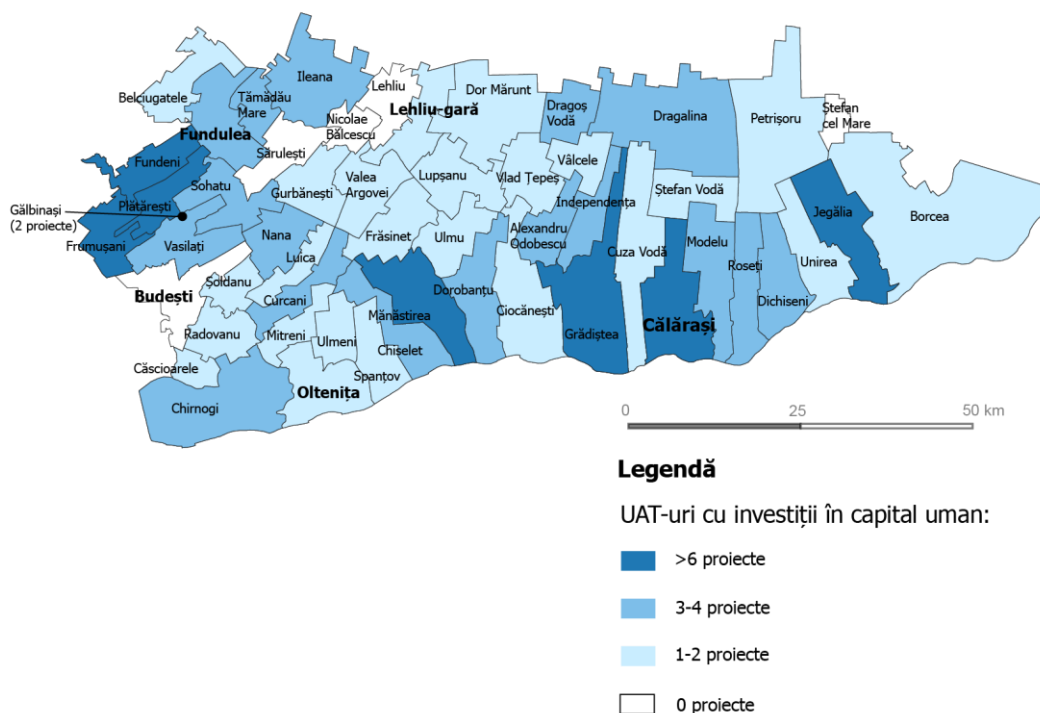 Ileana
Lehliu
Belciugatele
Tămădău
Mare
Dor Mărunt
Lehliu-gară
Dragoș
Vodă
Dragalina
Petrișoru
Ștefan
cel Mare
Nicolae
Bălcescu
Fundulea
Sărulești
Fundeni
Sohatu
Gurbănești
Valea
Argovei
Lupșanu
Vlad Țepeș
Vâlcele
Independența
Ștefan Vodă
Jegălia
Borcea
Plătărești
Gălbinași
(2 proiecte)
Frumușani
Vasilați
Nana
Luica
Frăsinet
Ulmu
Alexandru
Odobescu
Cuza Vodă
Modelu
Roseți
Unirea
Dichiseni
Șoldanu
Budești
Curcani
Mănăstirea
Dorobanțu
Ciocănești
Grădiștea
Călărași
Radovanu
Mitreni
Ulmeni
Chiselet
Căscioarele
Spanțov
Oltenița
Chirnogi
0 25 50 km
Legendă
UAT-uri cu investiții în capital uman:
>6 proiecte
3-4 proiecte
1-2 proiecte
0 proiecte